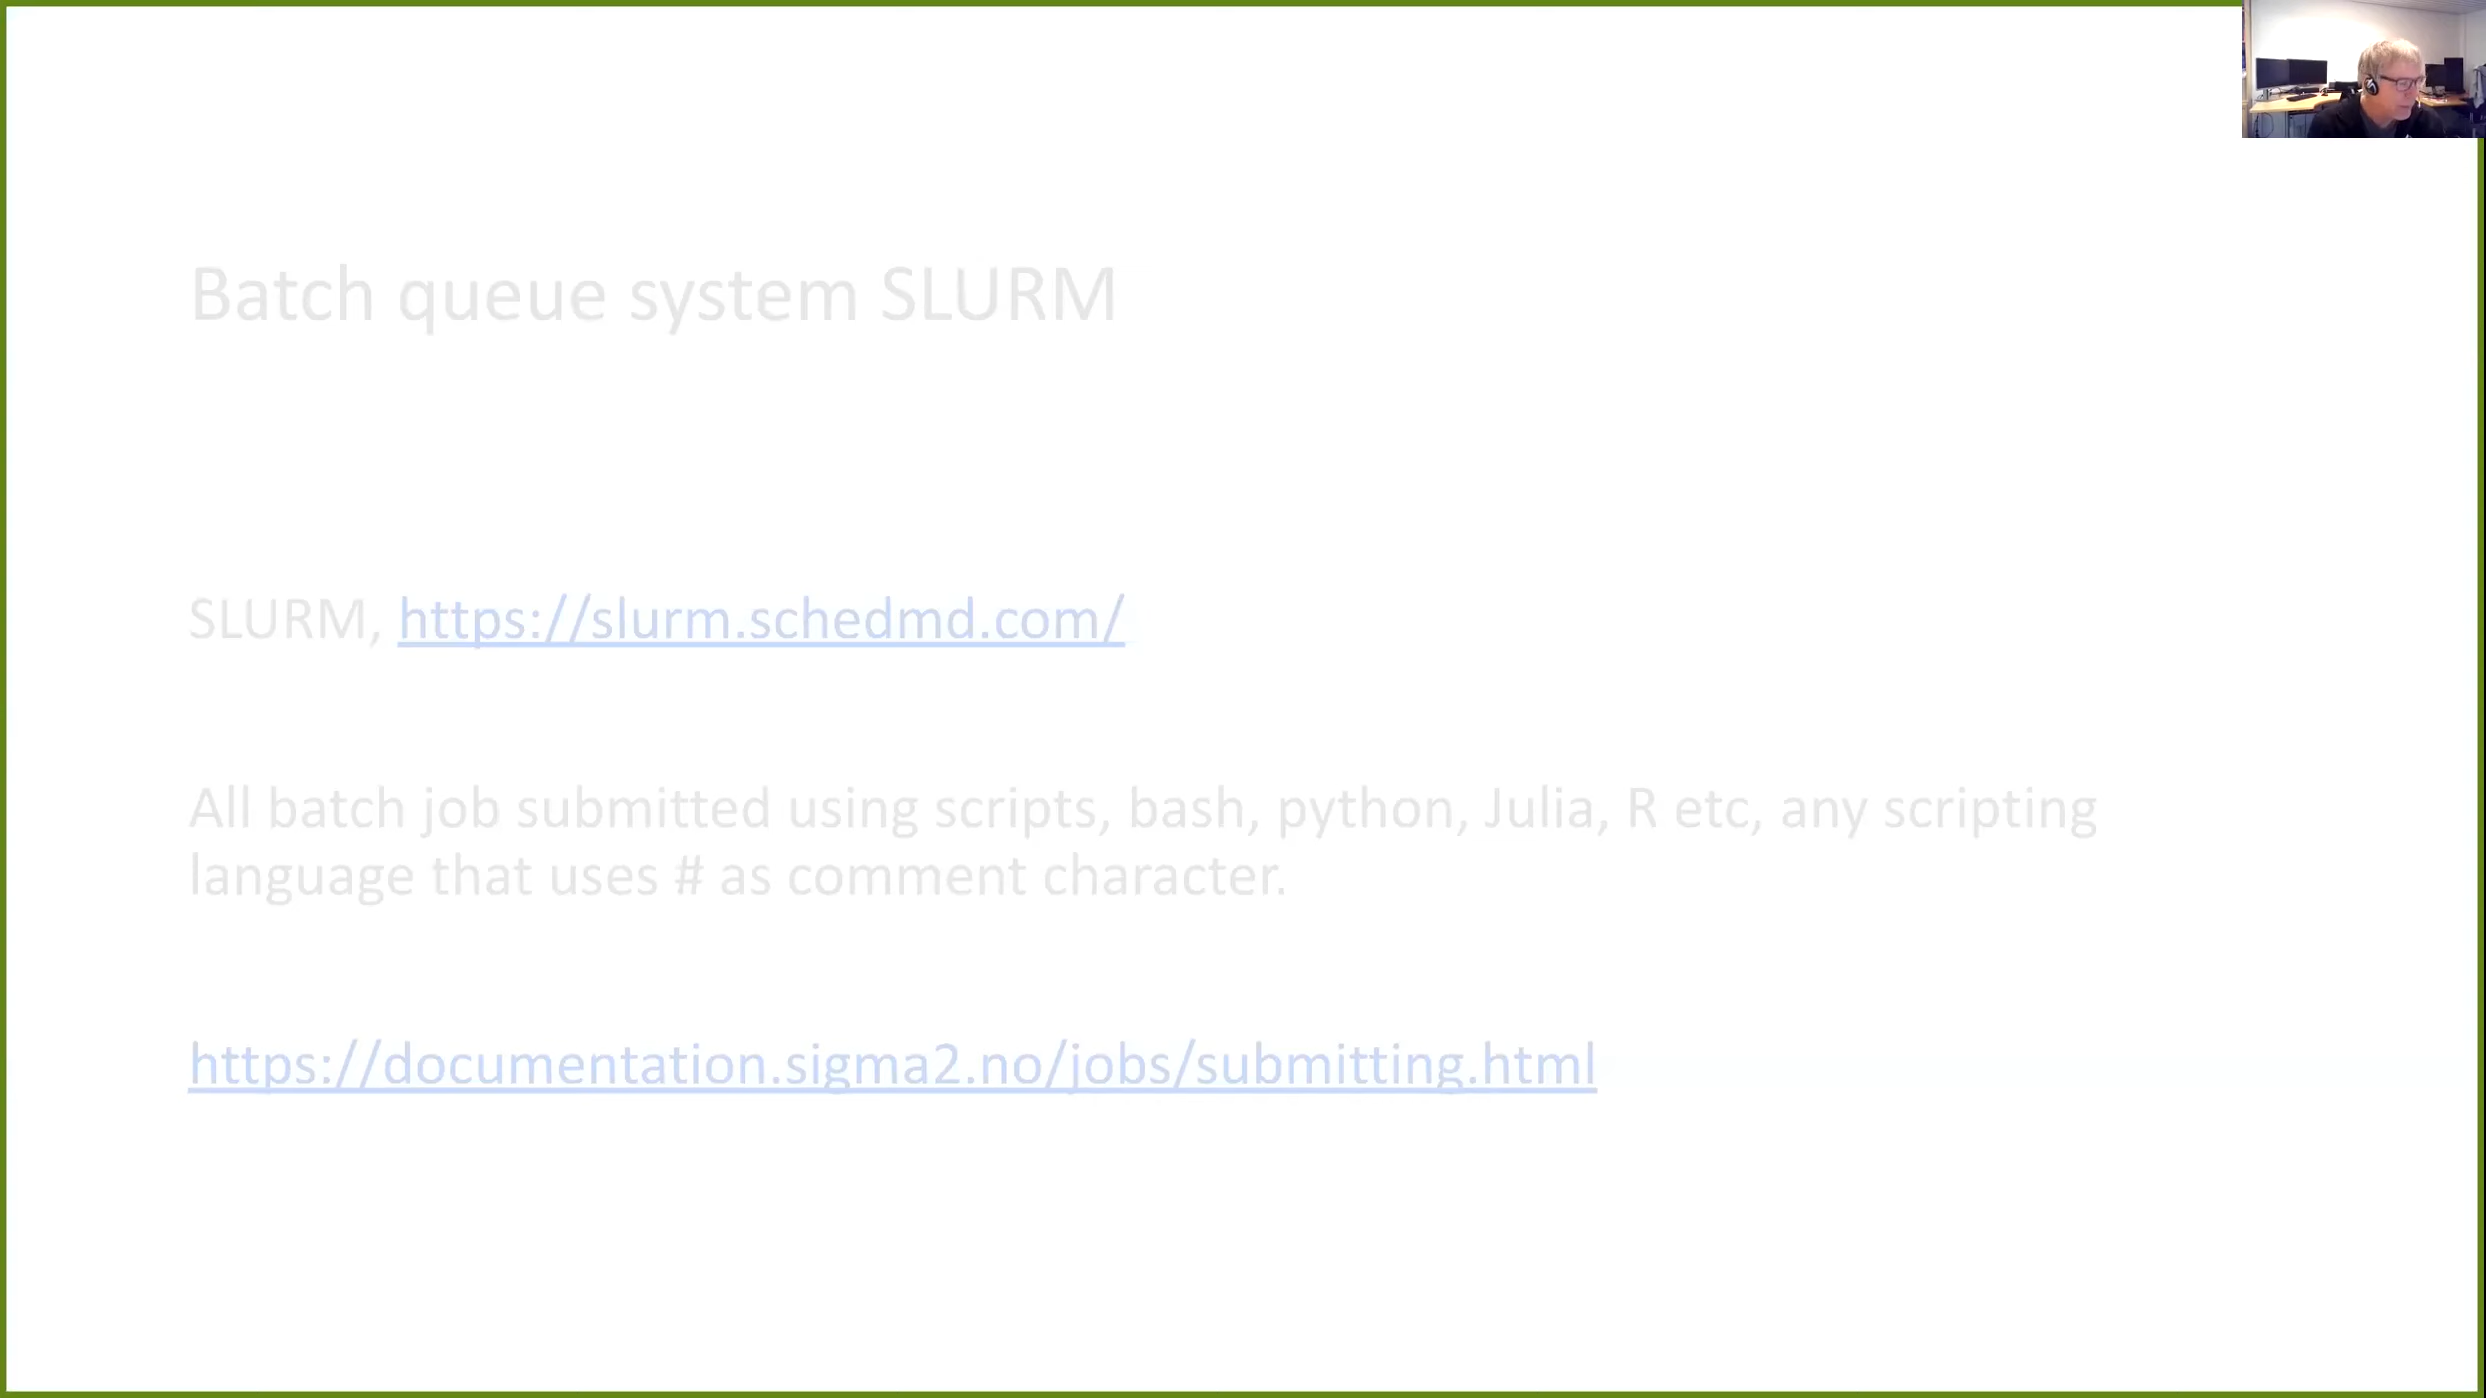 Batch queue system SLURM
SLURM, https://slurm.schedmd.com/
All batch job submitted using scripts, bash, python, Julia, R etc, any scripting
language that uses # as comment character.
https://documentation.sigma2.no/jobs/submitting.html